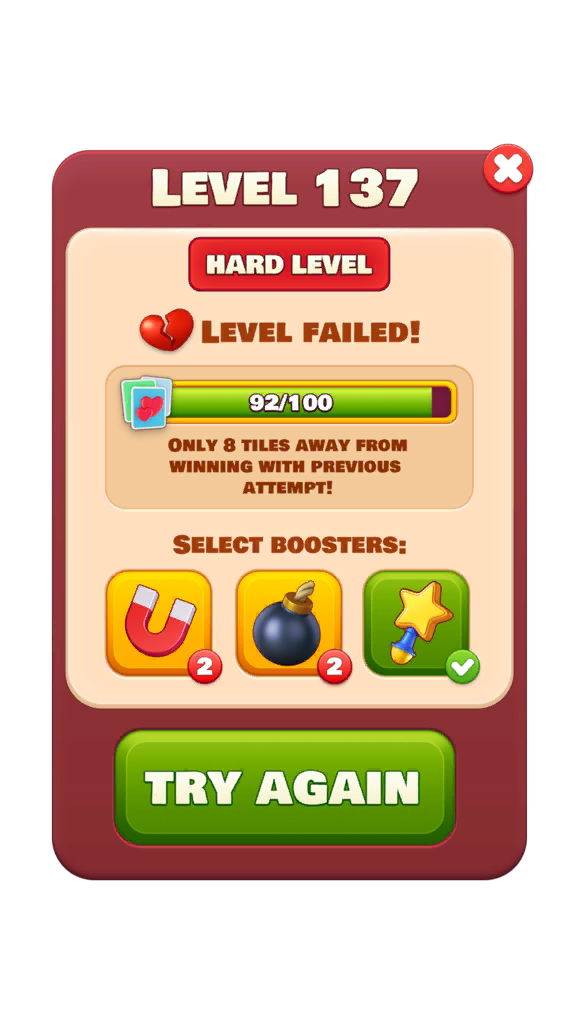 LEVEL 137
HARD LEVEL
LEVEL FAILED!
92/100
ONLY 8 TILES AWAY FROM
WINNING WITH PREVIOUS
ATTEMPT!
SELECT BOOSTERS:
2
2
TRY AGAIN